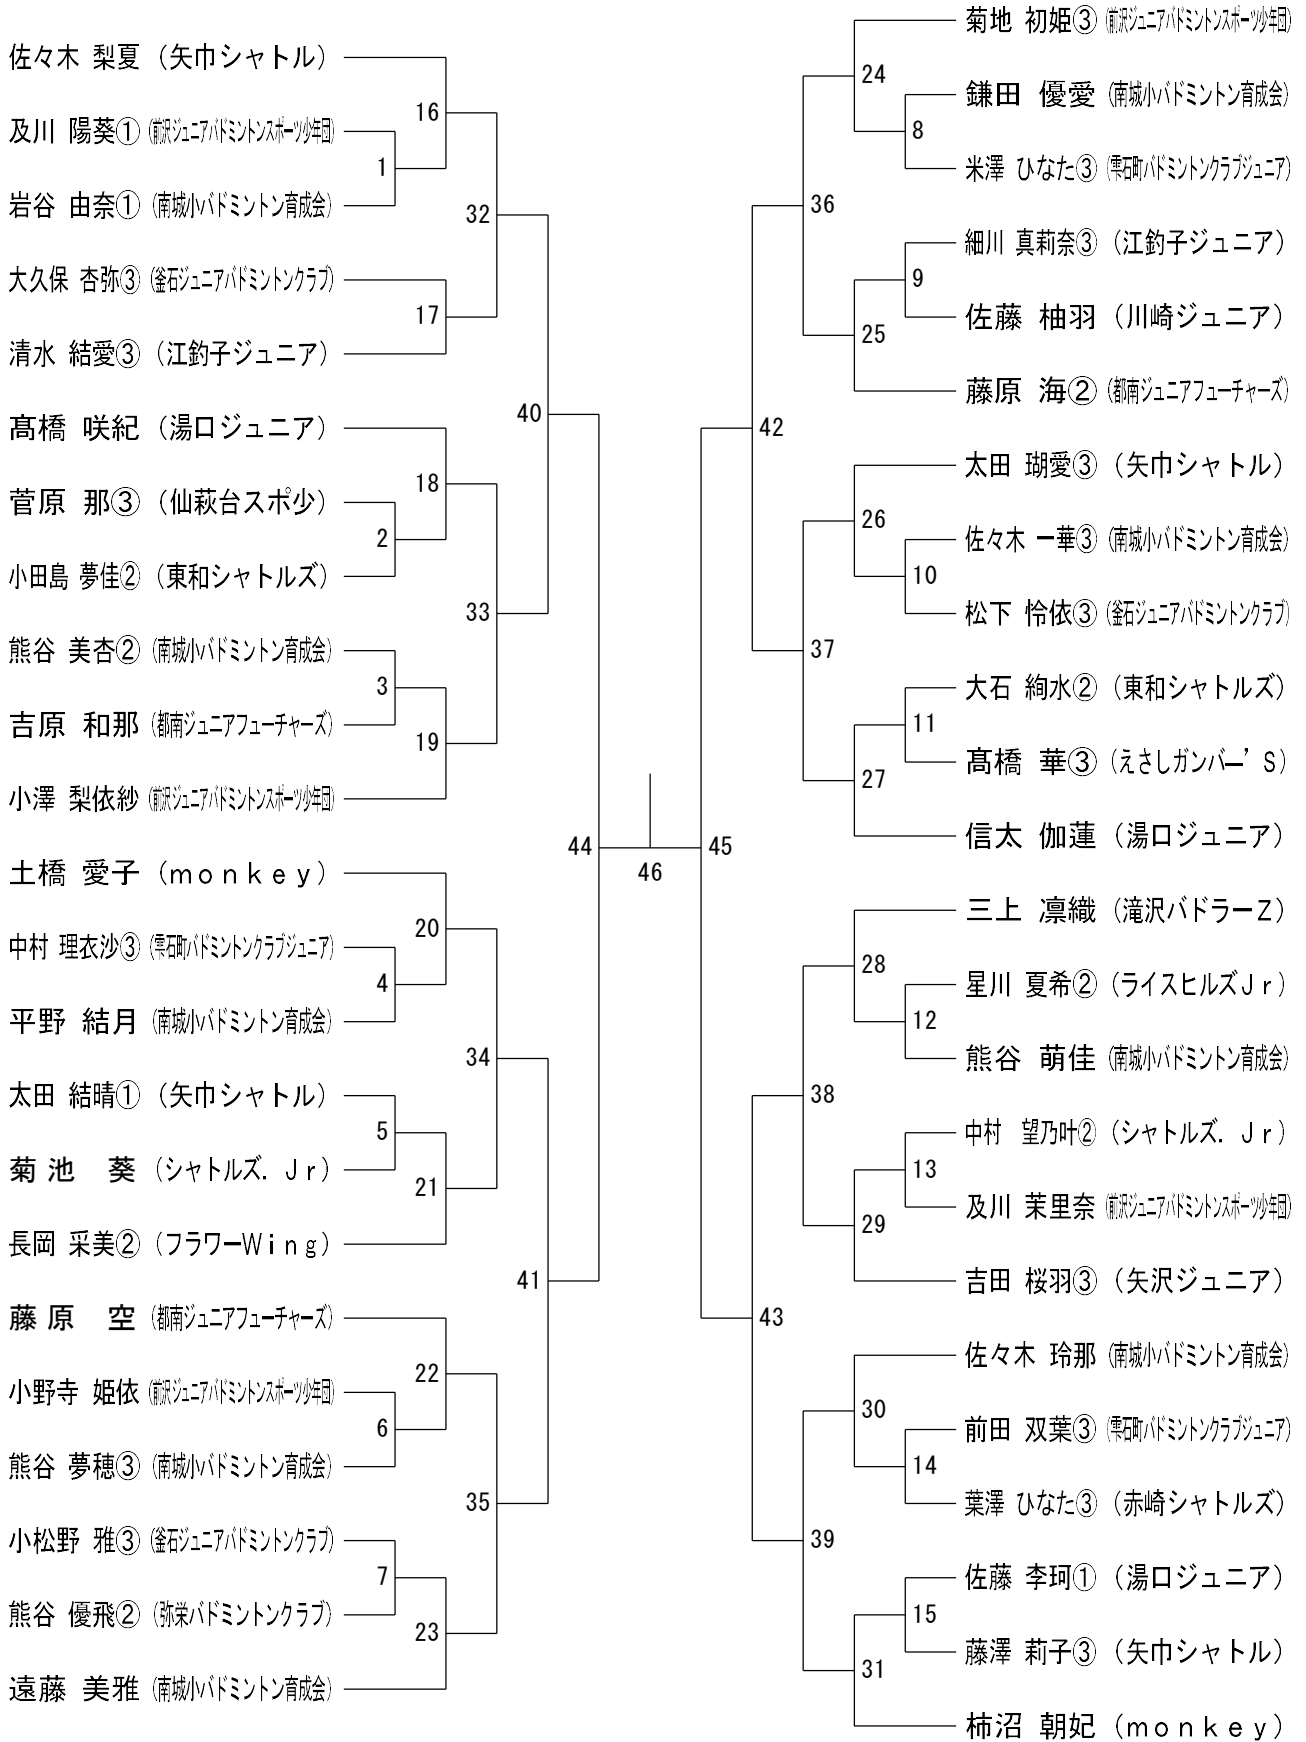 佐々木 梨夏 （矢巾シャトル）
及川 陽葵① （前沢ジュニアバドミントンスポーツ少年団）
岩谷 由奈① （南城小バドミントン育成会）
大久保 杏弥③ （釜石ジュニアバドミントンクラブ）
清水 結愛③ （江釣子ジュニア）
髙橋 咲紀 （湯口ジュニア）
菅原 那③ （仙萩台スポ少）
小田島 夢佳② （東和シャトルズ）
熊谷 美杏② （南城小バドミントン育成会）
吉原 和那 （都南ジュニアフューチャーズ）
小澤 梨依紗 （前沢ジュニアバドミントンスポーツ少年団）
土橋 愛子 （ｍｏｎｋｅｙ）
中村 理衣沙③ （雫石町バドミントンクラブジュニア）
平野 結月 （南城小バドミントン育成会）
太田 結晴① （矢巾シャトル）
菊池 葵 （シャトルズ．Ｊｒ）
長岡 采美② （フラワーＷｉｎｇ）
藤原 空 （都南ジュニアフューチャーズ）
小野寺 姫依 （前沢ジュニアバドミントンスポーツ少年団）
熊谷 夢穂③ （南城小バドミントン育成会）
小松野 雅③ （釜石ジュニアバドミントンクラブ）
熊谷 優飛② （弥栄バドミントンクラブ）
遠藤 美雅 （南城小バドミントン育成会）
1
2
3
4
5
6
7
16
17
18
19
20
21
22
23
32
33
34
35
40
41
44
46
45
42
43
36
37
38
39
24
25
26
27
28
29
30
31
8
9
10
11
12
13
14
15
菊地 初姫③ （前沢ジュニアバドミントンスポーツ少年団）
鎌田 優愛 （南城小バドミントン育成会）
米澤 ひなた③ （雫石町バドミントンクラブジュニア）
細川 真莉奈③ （江釣子ジュニア）
佐藤 柚羽 （川崎ジュニア）
藤原 海② （都南ジュニアフューチャーズ）
太田 瑚愛③ （矢巾シャトル）
佐々木 一華③ （南城小バドミントン育成会）
松下 怜依③ （釜石ジュニアバドミントンクラブ）
大石 絢水② （東和シャトルズ）
髙橋 華③ （えさしガンバー’Ｓ）
信太 伽蓮 （湯口ジュニア）
三上 凛織 （滝沢バドラーＺ）
星川 夏希② （ライスヒルズＪｒ）
熊谷 萌佳 （南城小バドミントン育成会）
中村 望乃叶② （シャトルズ．Ｊｒ）
及川 茉里奈 （前沢ジュニアバドミントンスポーツ少年団）
吉田 桜羽③ （矢沢ジュニア）
佐々木 玲那 （南城小バドミントン育成会）
前田 双葉③ （雫石町バドミントンクラブジュニア）
葉澤 ひなた③ （赤崎シャトルズ）
佐藤 李珂① （湯口ジュニア）
藤澤 莉子③ （矢巾シャトル）
柿沼 朝妃 （ｍｏｎｋｅｙ）